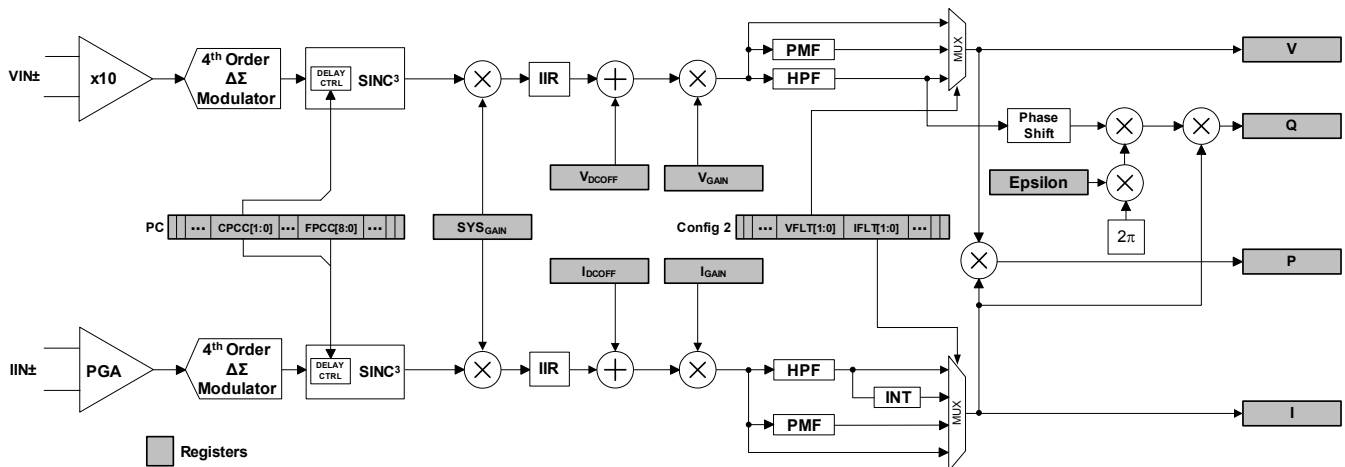 VIN±
x10
4th Order
ΔΣ
Modulator
DELAY
CTRL
SINC³
×
IIR
+
×
PMF
HPF
MUX
V
Phase
Shift
×
×
Q
VDCOFF
VGAIN
Epsilon
×
2π
PC
... CPCC[1:0] ... FPCC[8:0] ...
SYSGAIN
Config 2
... VFLT[1:0] IFLT[1:0] ...
IDCOFF
IGAIN
×
P
IIN±
PGA
4th Order
ΔΣ
Modulator
DELAY
CTRL
SINC³
×
IIR
+
×
HPF
INT
PMF
MUX
I
Registers